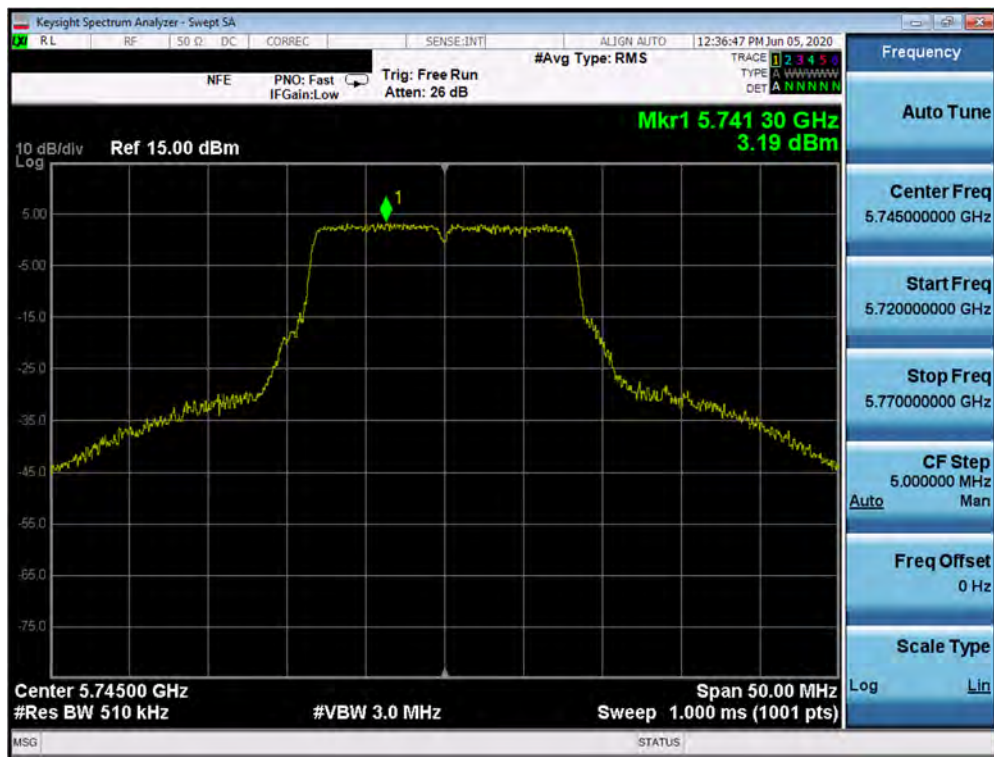 Keysight Spectrum Analyzer - Swept SA
LXI RL RF 50 Ω DC CORREC SENSE:INT ALIGN AUTO 12:36:47 PM Jun 05, 2020
#Avg Type: RMS TRACE 1 2 3 4 5 6
NFE PNO: Fast Trig: Free Run TYPE A WWWWW
IFGain:Low Atten: 26 dB DET A N N N N N
Mkr1 5.741 30 GHz
10 dB/div Ref 15.00 dBm 3.19 dBm
Log
1
5.00
-5.00
-15.0
-25.0
-35.0
-45.0
-55.0
-65.0
-75.0
Center 5.74500 GHz Span 50.00 MHz
#Res BW 510 kHz #VBW 3.0 MHz Sweep 1.000 ms (1001 pts)
MSG STATUS
Frequency
Auto Tune
Center Freq
5.745000000 GHz
Start Freq
5.720000000 GHz
Stop Freq
5.770000000 GHz
CF Step
5.000000 MHz
Auto Man
Freq Offset
0 Hz
Scale Type
Log Lin